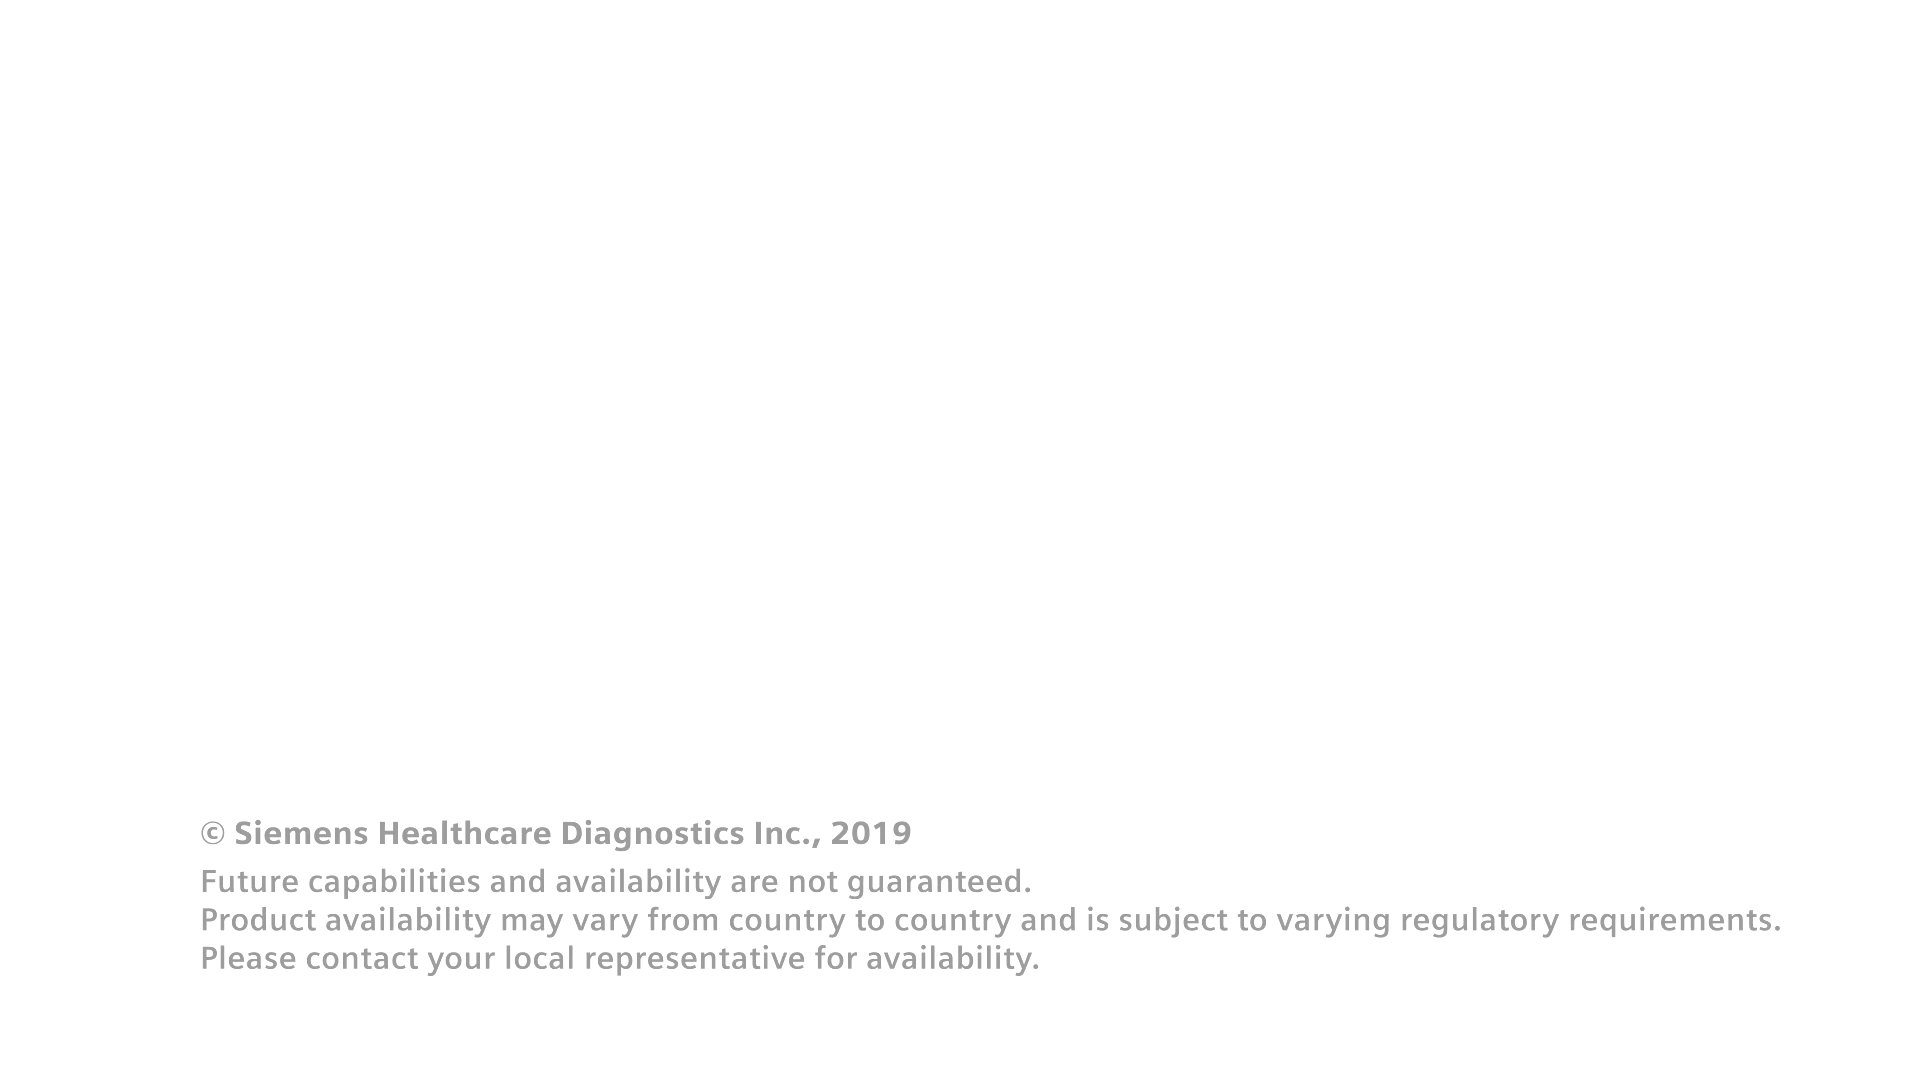 © Siemens Healthcare Diagnostics Inc., 2019
Future capabilities and availability are not guaranteed.
Product availability may vary from country to country and is subject to varying regulatory requirements.
Please contact your local representative for availability.